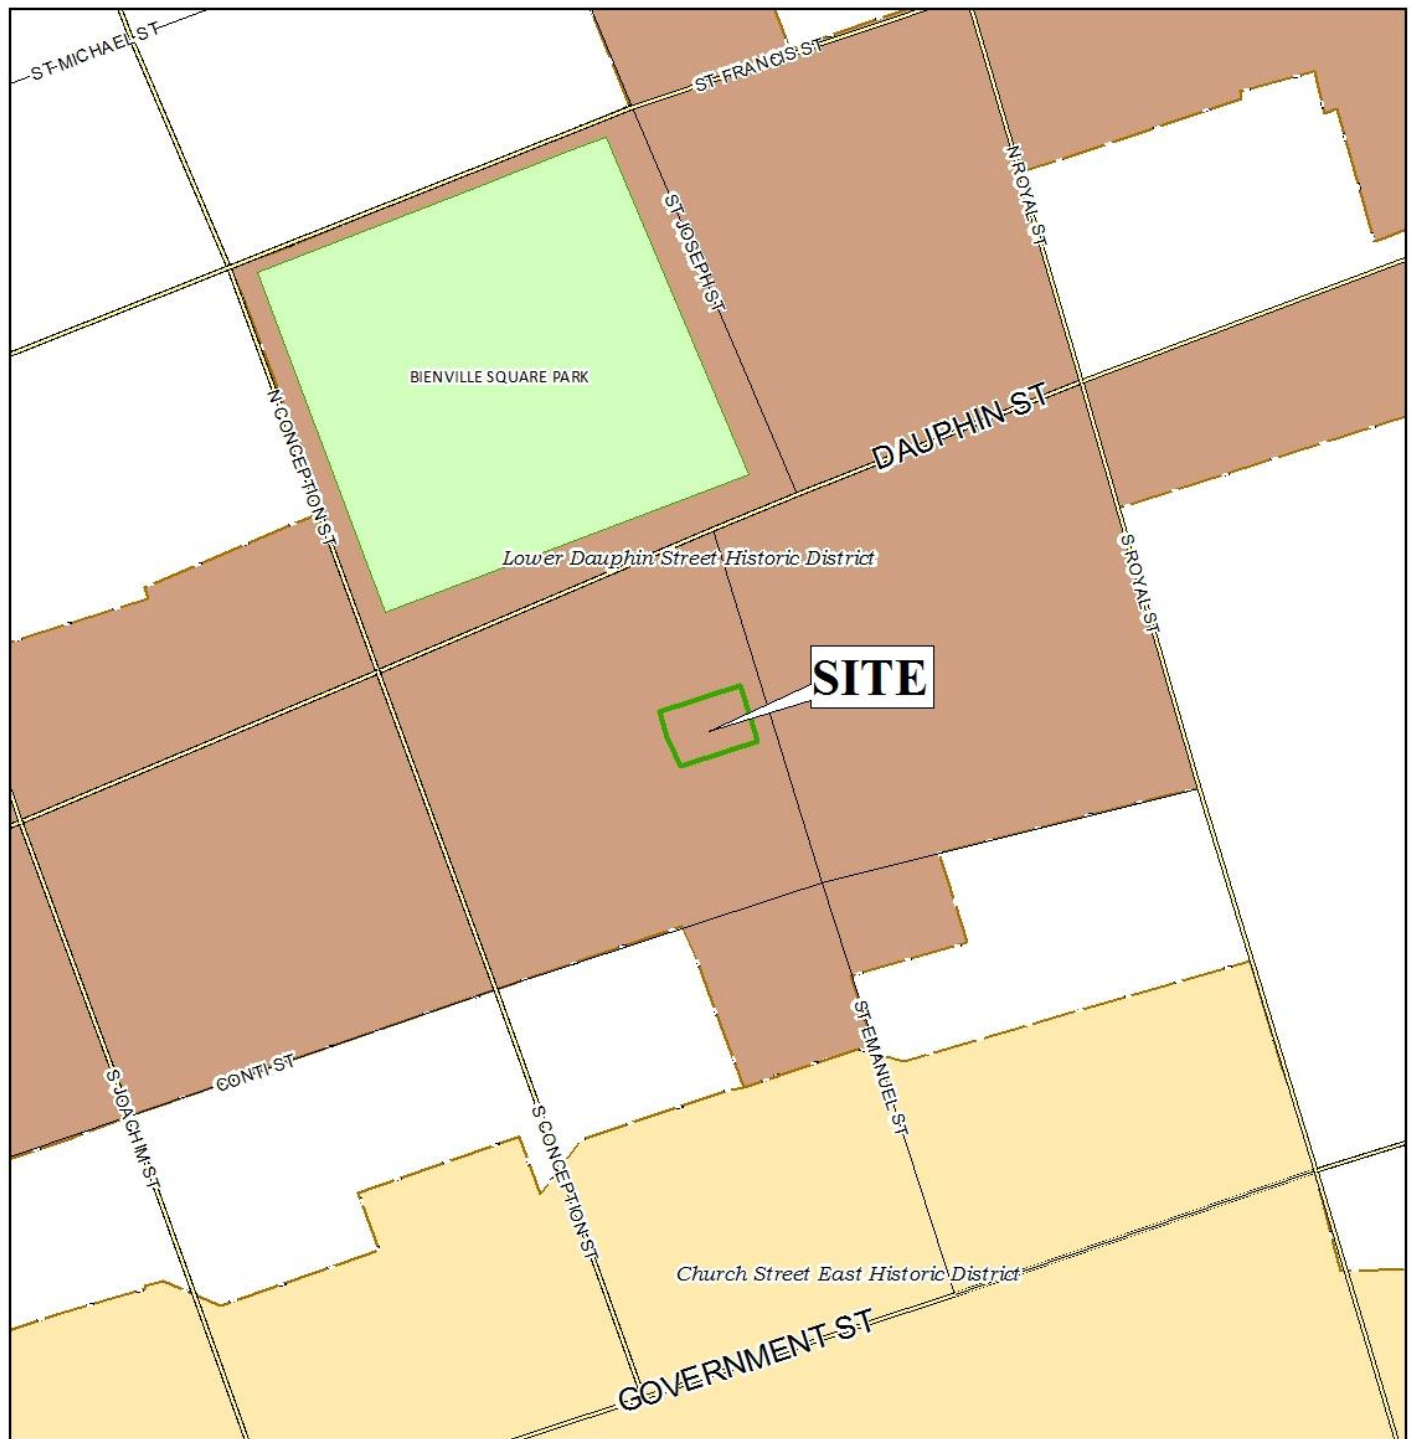 ST MICHAEL ST
ST FRANCIS ST
N ROYAL ST
ST JOSEPH ST
BIENVILLE SQUARE PARK
N CONCEPTION ST
DAUPHIN ST
Lower Dauphin Street Historic District
S ROYAL ST
SITE
ST EMANUEL ST
CONTI ST
S JOACHIM ST
S CONCEPTION ST
Church Street East Historic District
GOVERNMENT ST